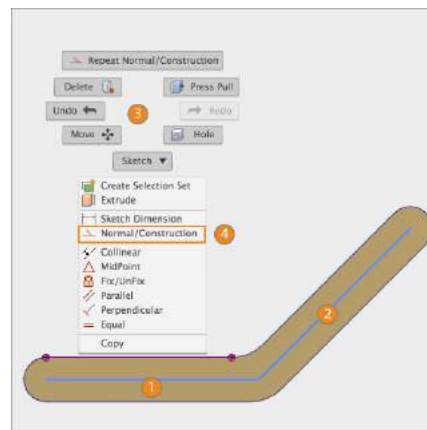 Repeat Normal/Construction
Delete
Press Pull
Undo
3
Redo
Move
Hole
Sketch
Create Selection Set
Extrude
Sketch Dimension
Normal/Construction
4
Collinear
MidPoint
Fix/UnFix
Parallel
Perpendicular
Equal
Copy
2
1